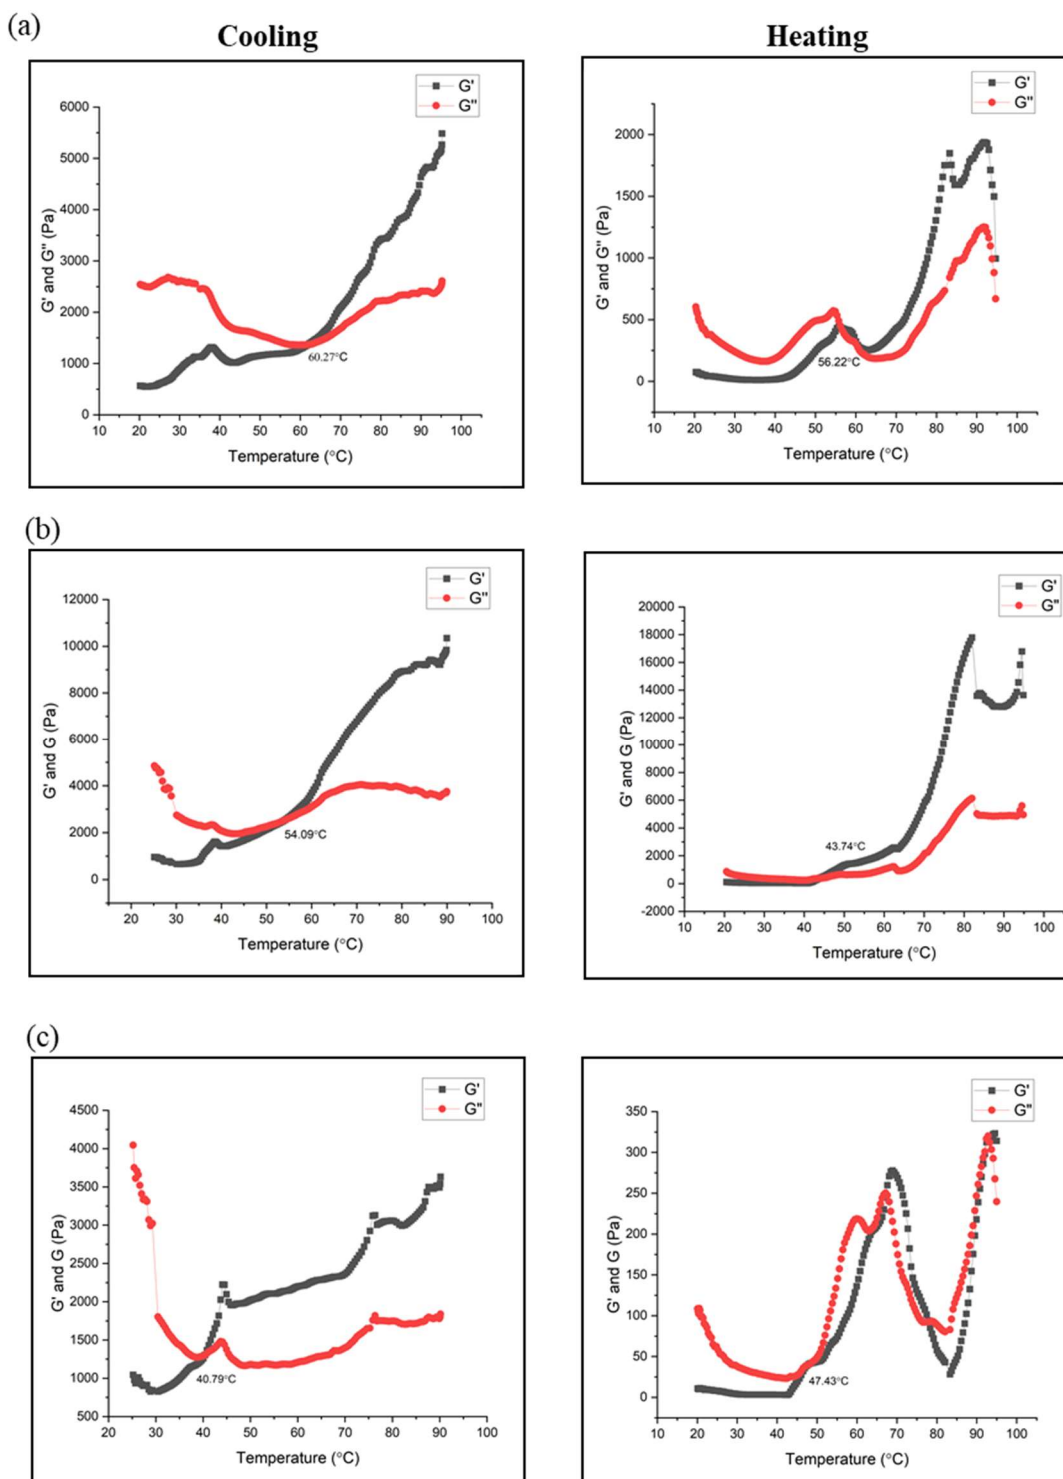 (a)
Cooling
Heating
G'
G"
6000
5000
4000
3000
2000
1000
0
G' and G" (Pa)
60.27°C
10 20 30 40 50 60 70 80 90 100
Temperature (°C)
G'
G"
2000
1500
1000
500
0
G' and G" (Pa)
56.22°C
10 20 30 40 50 60 70 80 90 100
Temperature (°C)
(b)
G'
G"
12000
10000
8000
6000
4000
2000
0
G' and G (Pa)
54.09°C
20 30 40 50 60 70 80 90 100
Temperature (°C)
G'
G"
20000
18000
16000
14000
12000
10000
8000
6000
4000
2000
0
-2000
G' and G (Pa)
43.74°C
10 20 30 40 50 60 70 80 90 100
Temperature (°C)
(c)
G'
G"
4500
4000
3500
3000
2500
2000
1500
1000
500
G' and G (Pa)
40.79°C
20 30 40 50 60 70 80 90 100
Temperature (°C)
G'
G"
350
300
250
200
150
100
50
0
G' and G (Pa)
47.43°C
10 20 30 40 50 60 70 80 90 100
Temperature (°C)